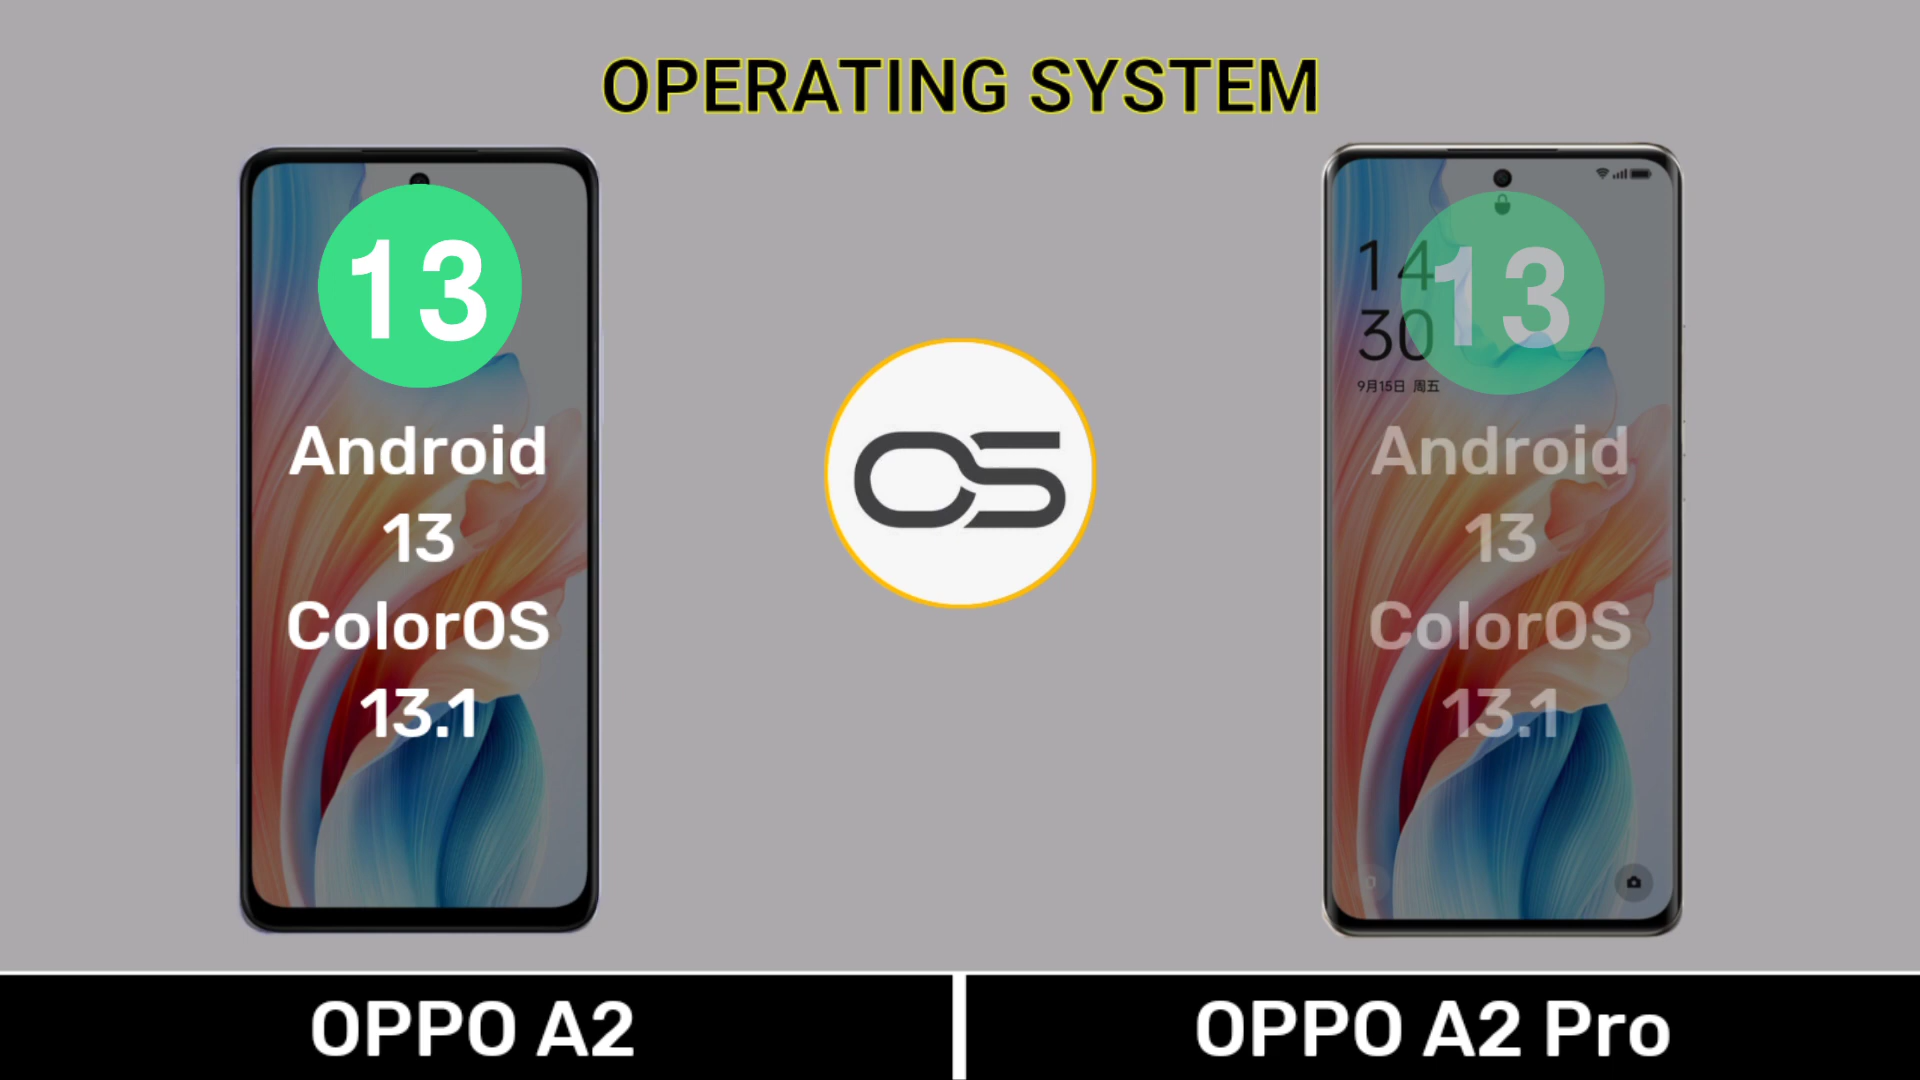 OPERATING SYSTEM
13
Android
13
ColorOS
13.1
OS
14
30
9月15日 周五
13
Android
13
ColorOS
13.1
OPPO A2
OPPO A2 Pro